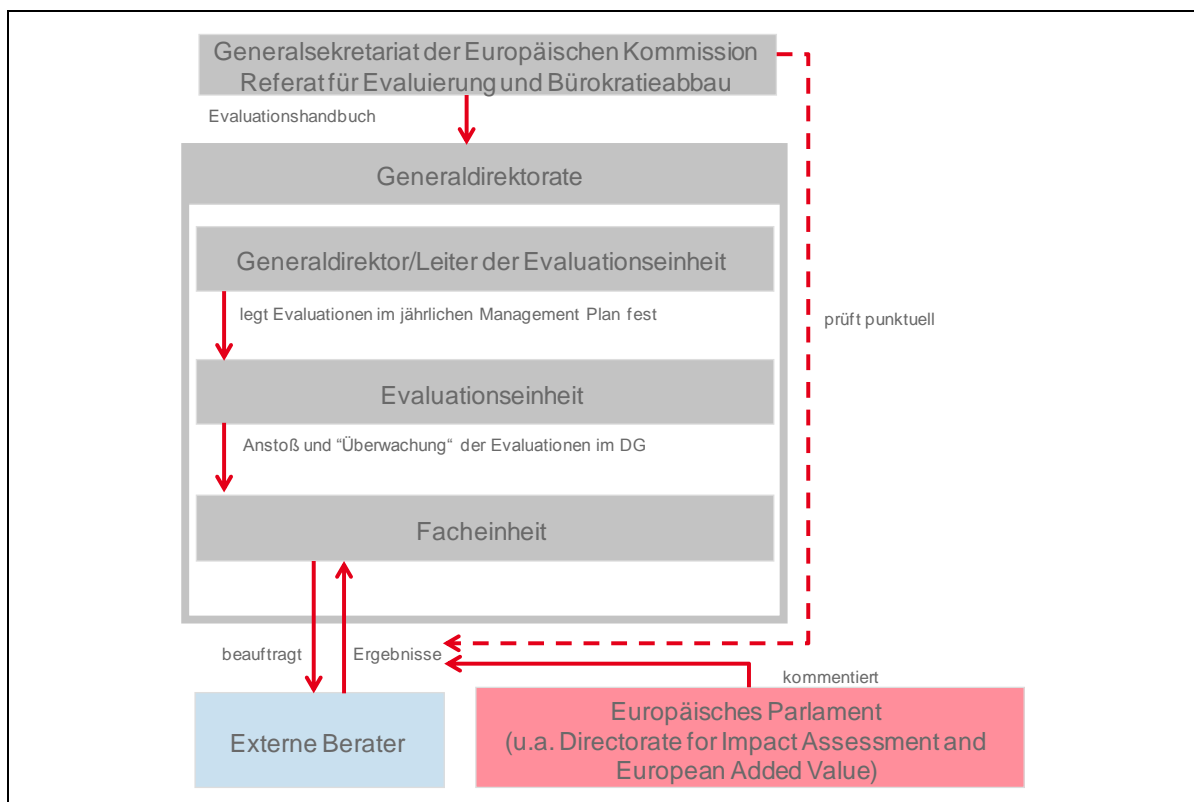 Generalsekretariat der Europäischen Kommission
Referat für Evaluierung und Bürokratieabbau
Evaluationshandbuch
Generaldirektorate
Generaldirektor/Leiter der Evaluationseinheit
legt Evaluationen im jährlichen Management Plan fest
prüft punktuell
Evaluationseinheit
Anstoß und “Überwachung“ der Evaluationen im DG
Facheinheit
beauftragt
Ergebnisse
kommentiert
Externe Berater
Europäisches Parlament
(u.a. Directorate for Impact Assessment and
European Added Value)